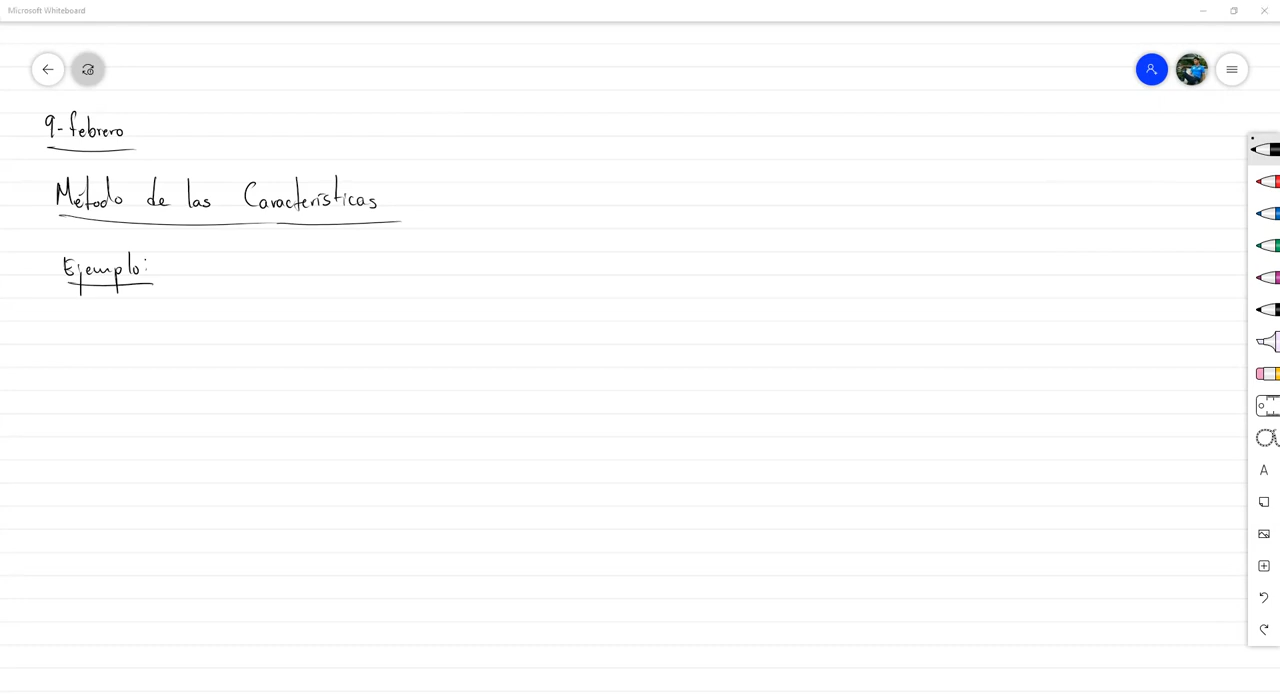 Microsoft Whiteboard
9-febrero
Método de las Características
Ejemplo:
A